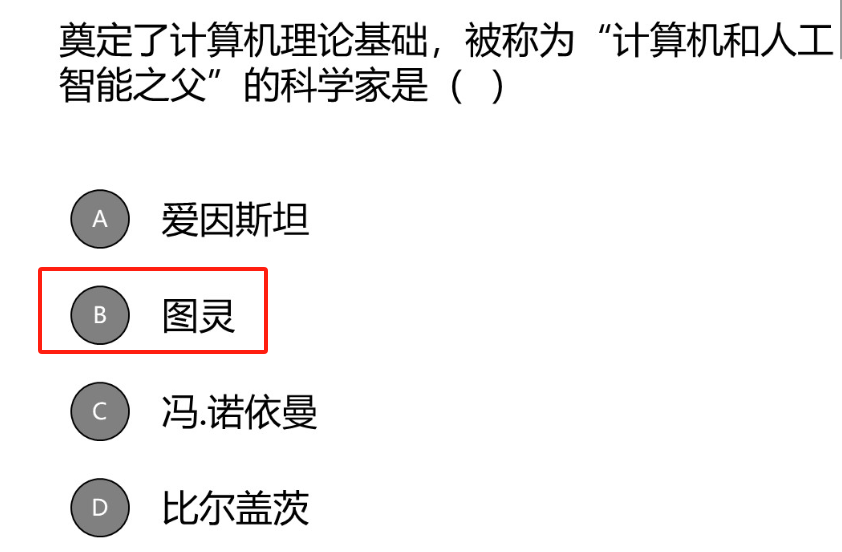 奠定了计算机理论基础，被称为“计算机和人工
智能之父”的科学家是（ ）
A 爱因斯坦
B 图灵
C 冯.诺依曼
D 比尔盖茨